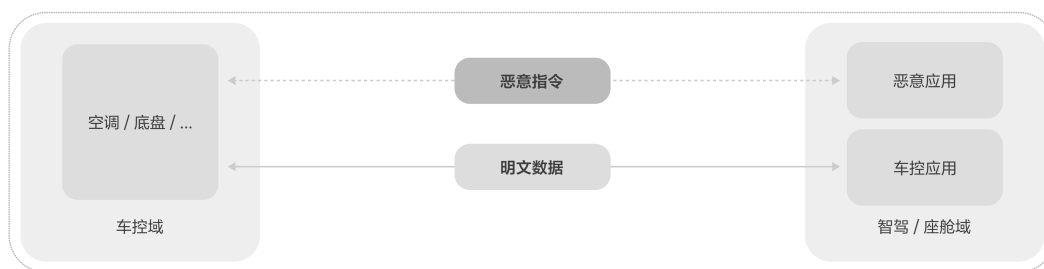 恶意指令
恶意应用
空调 / 底盘 / ...
明文数据
车控应用
车控域
智驾 / 座舱域